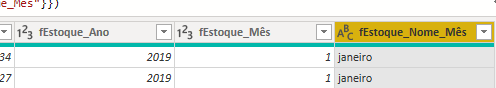 e_Mes"}})
1²3 fEstoque_Ano 1²3 fEstoque_Mês ABC fEstoque_Nome_Mês
34 2019 1 janeiro
27 2019 1 janeiro